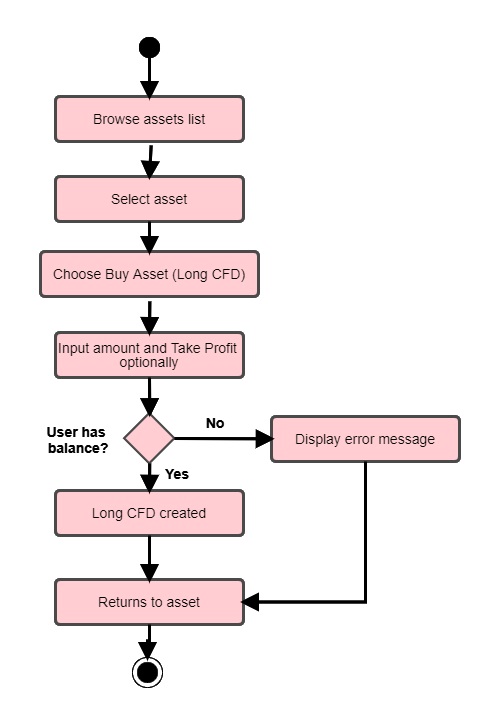 Browse assets list
Select asset
Choose Buy Asset (Long CFD)
Input amount and Take Profit
optionally
User has
balance?
No
Display error message
Yes
Long CFD created
Returns to asset